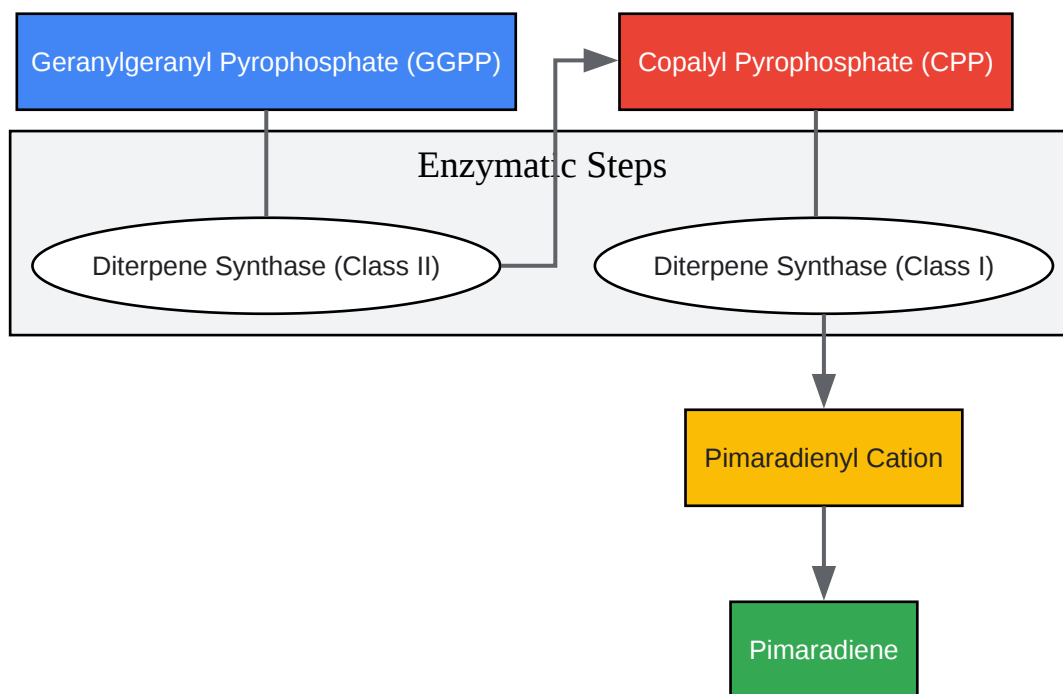 Geranylgeranyl Pyrophosphate (GGPP)
Copalyl Pyrophosphate (CPP)
Enzymatic Steps
Diterpene Synthase (Class II)
Diterpene Synthase (Class I)
Pimaradienyl Cation
Pimaradiene